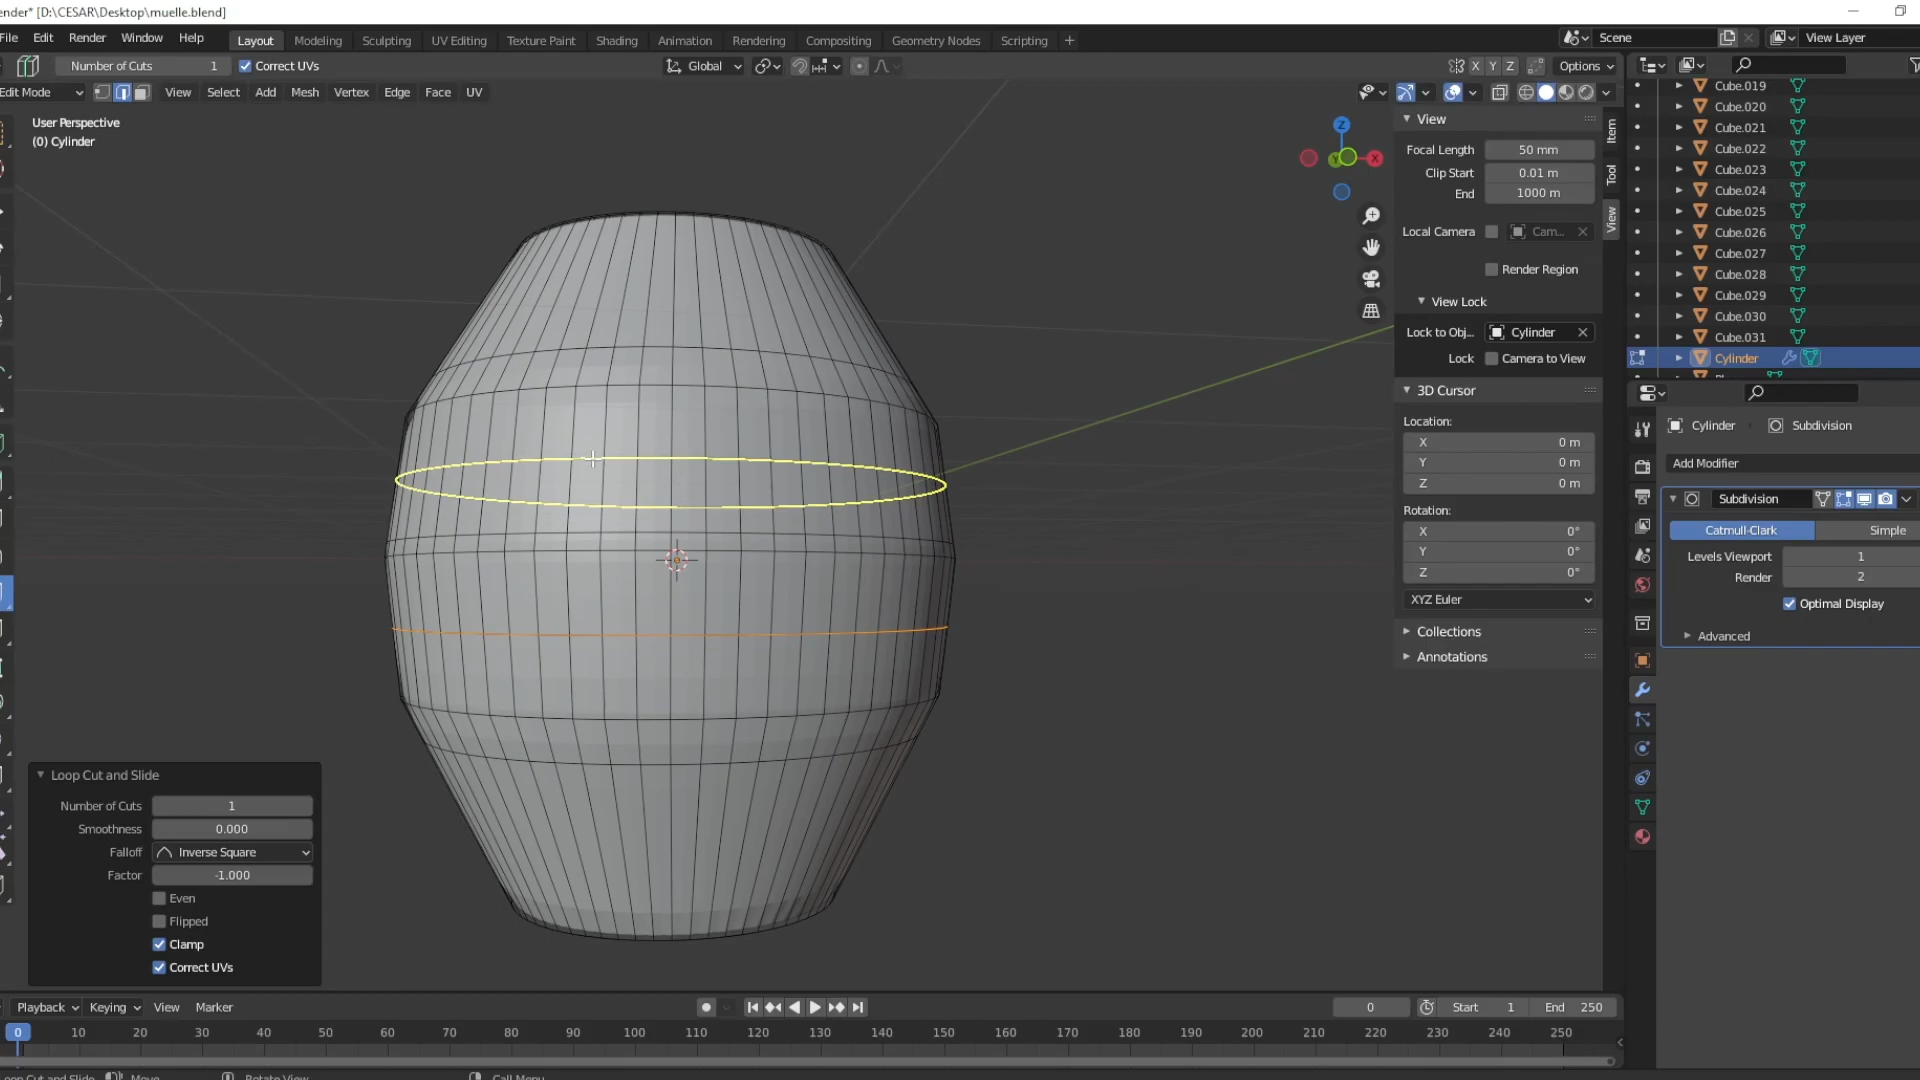 ender* [D:\CESAR\Desktop\muelle.blend]
File Edit Render Window Help Layout Modeling Sculpting UV Editing Texture Paint Shading Animation Rendering Compositing Geometry Nodes Scripting + Scene View Layer
Number of Cuts 1 Correct UVs Global X Y Z Options
Edit Mode View Select Add Mesh Vertex Edge Face UV
User Perspective
(0) Cylinder
Z
Y
X
View
Focal Length 50 mm
Clip Start 0.01 m
End 1000 m
Local Camera Cam...
Render Region
View Lock
Lock to Obj... Cylinder
Lock Camera to View
3D Cursor
Location:
X 0 m
Y 0 m
Z 0 m
Rotation:
X 0°
Y 0°
Z 0°
XYZ Euler
Collections
Annotations
Item
Tool
View
Cube.019
Cube.020
Cube.021
Cube.022
Cube.023
Cube.024
Cube.025
Cube.026
Cube.027
Cube.028
Cube.029
Cube.030
Cube.031
Cylinder
Cylinder Subdivision
Add Modifier
Subdivision
Catmull-Clark Simple
Levels Viewport 1
Render 2
Optimal Display
Advanced
Loop Cut and Slide
Number of Cuts 1
Smoothness 0.000
Falloff Inverse Square
Factor -1.000
Even
Flipped
Clamp
Correct UVs
Playback Keying View Marker 0 Start 1 End 250
0 10 20 30 40 50 60 70 80 90 100 110 120 130 140 150 160 170 180 190 200 210 220 230 240 250
oop Cut and Slide Move Rotate View Call Menu